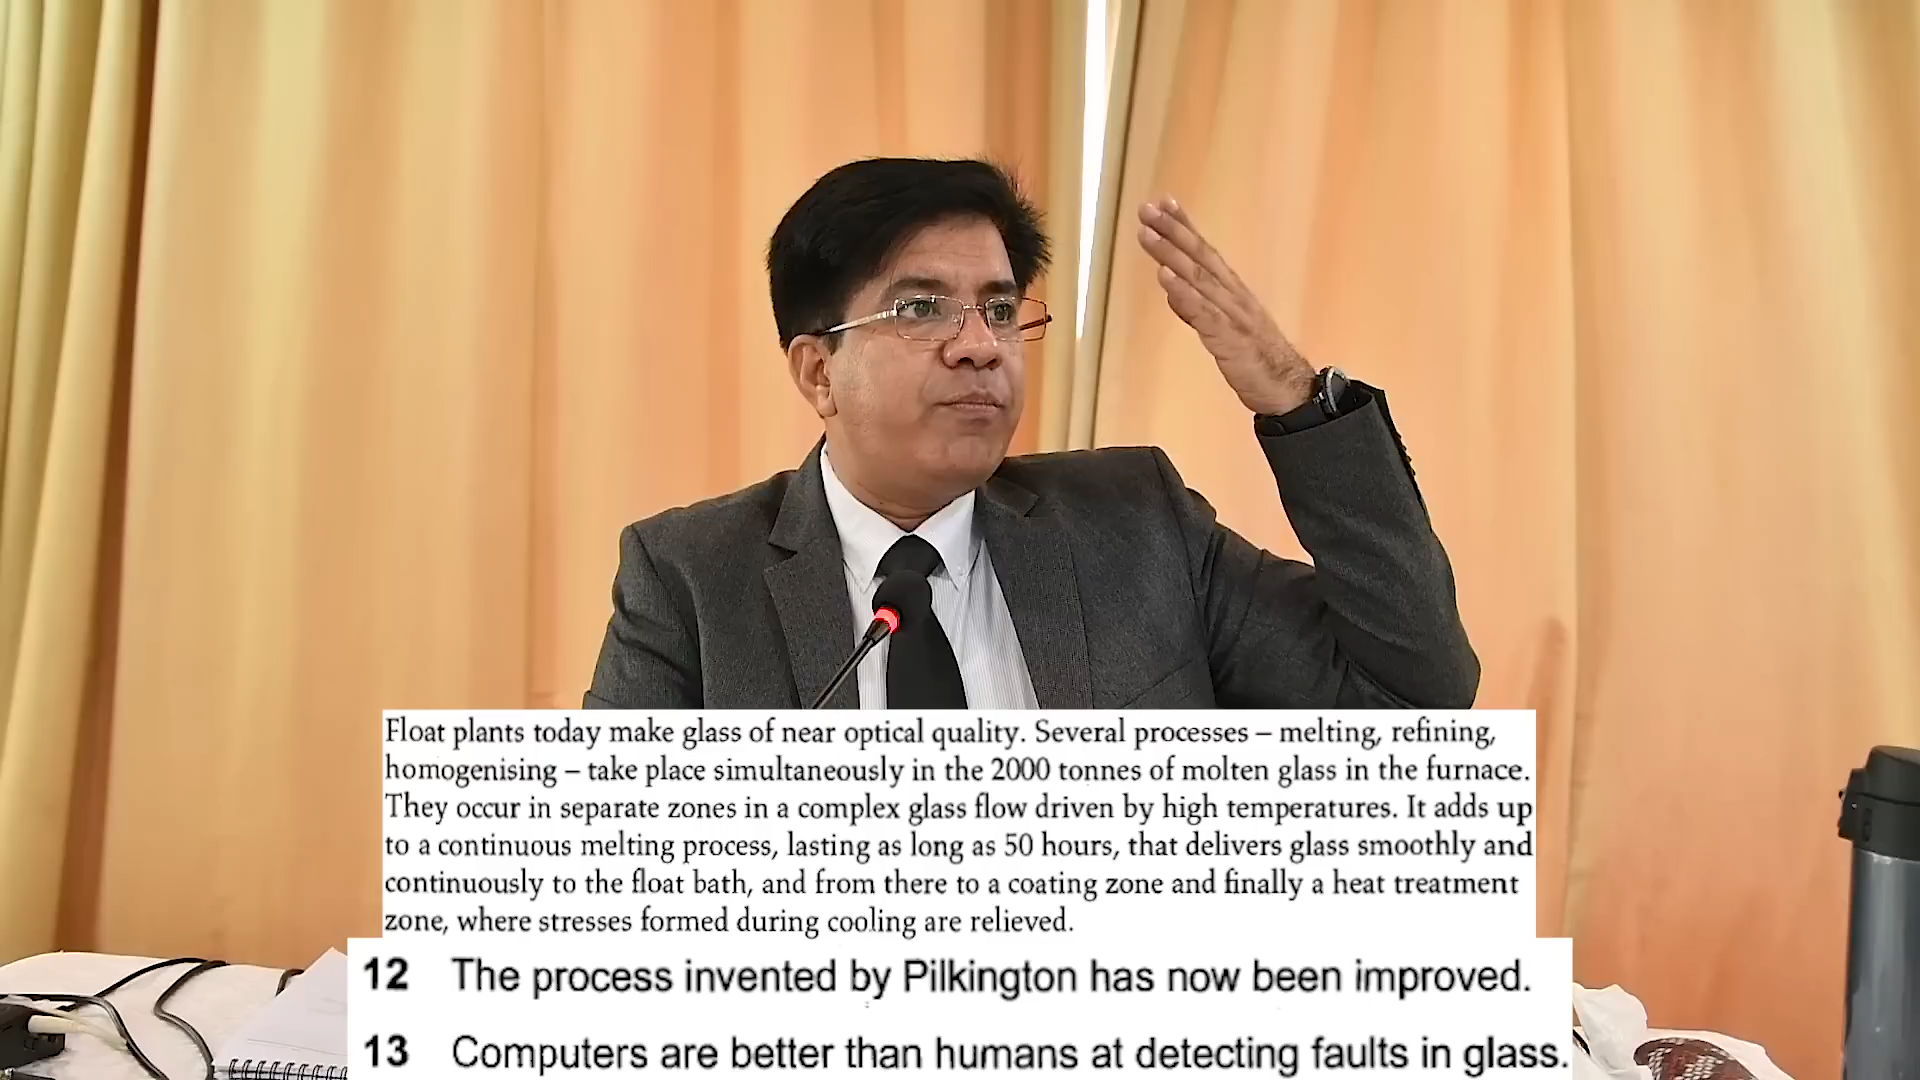 Float plants today make glass of near optical quality. Several processes – melting, refining,
homogenising – take place simultaneously in the 2000 tonnes of molten glass in the furnace.
They occur in separate zones in a complex glass flow driven by high temperatures. It adds up
to a continuous melting process, lasting as long as 50 hours, that delivers glass smoothly and
continuously to the float bath, and from there to a coating zone and finally a heat treatment
zone, where stresses formed during cooling are relieved.
12 The process invented by Pilkington has now been improved.
13 Computers are better than humans at detecting faults in glass.